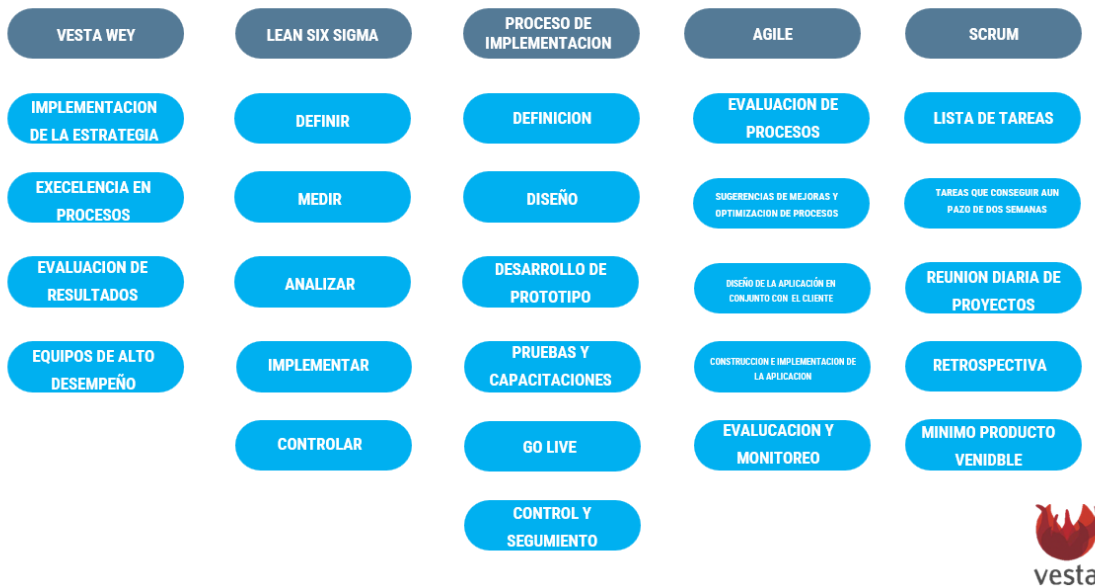 VESTA WEY
IMPLEMENTACION
DE LA ESTRATEGIA
EXECELENCIA EN
PROCESOS
EVALUACION DE
RESULTADOS
EQUIPOS DE ALTO
DESEMPEÑO
LEAN SIX SIGMA
DEFINIR
MEDIR
ANALIZAR
IMPLEMENTAR
CONTROLAR
PROCESO DE
IMPLEMENTACION
DEFINICION
DISEÑO
DESARROLLO DE
PROTOTIPO
PRUEBAS Y
CAPACITACIONES
GO LIVE
CONTROL Y
SEGUMIENTO
AGILE
EVALUACION DE
PROCESOS
SUGERENCIAS DE MEJORAS Y
OPTIMIZACION DE PROCESOS
DISEÑO DE LA APLICACIÓN EN
CONJUNTO CON EL CLIENTE
CONSTRUCCION E IMPLEMENTACION DE
LA APLICACION
EVALUCACION Y
MONITOREO
SCRUM
LISTA DE TAREAS
TAREAS QUE CONSEGUIR AUN
PAZO DE DOS SEMANAS
REUNION DIARIA DE
PROYECTOS
RETROSPECTIVA
MINIMO PRODUCTO
VENIDBLE
vesta